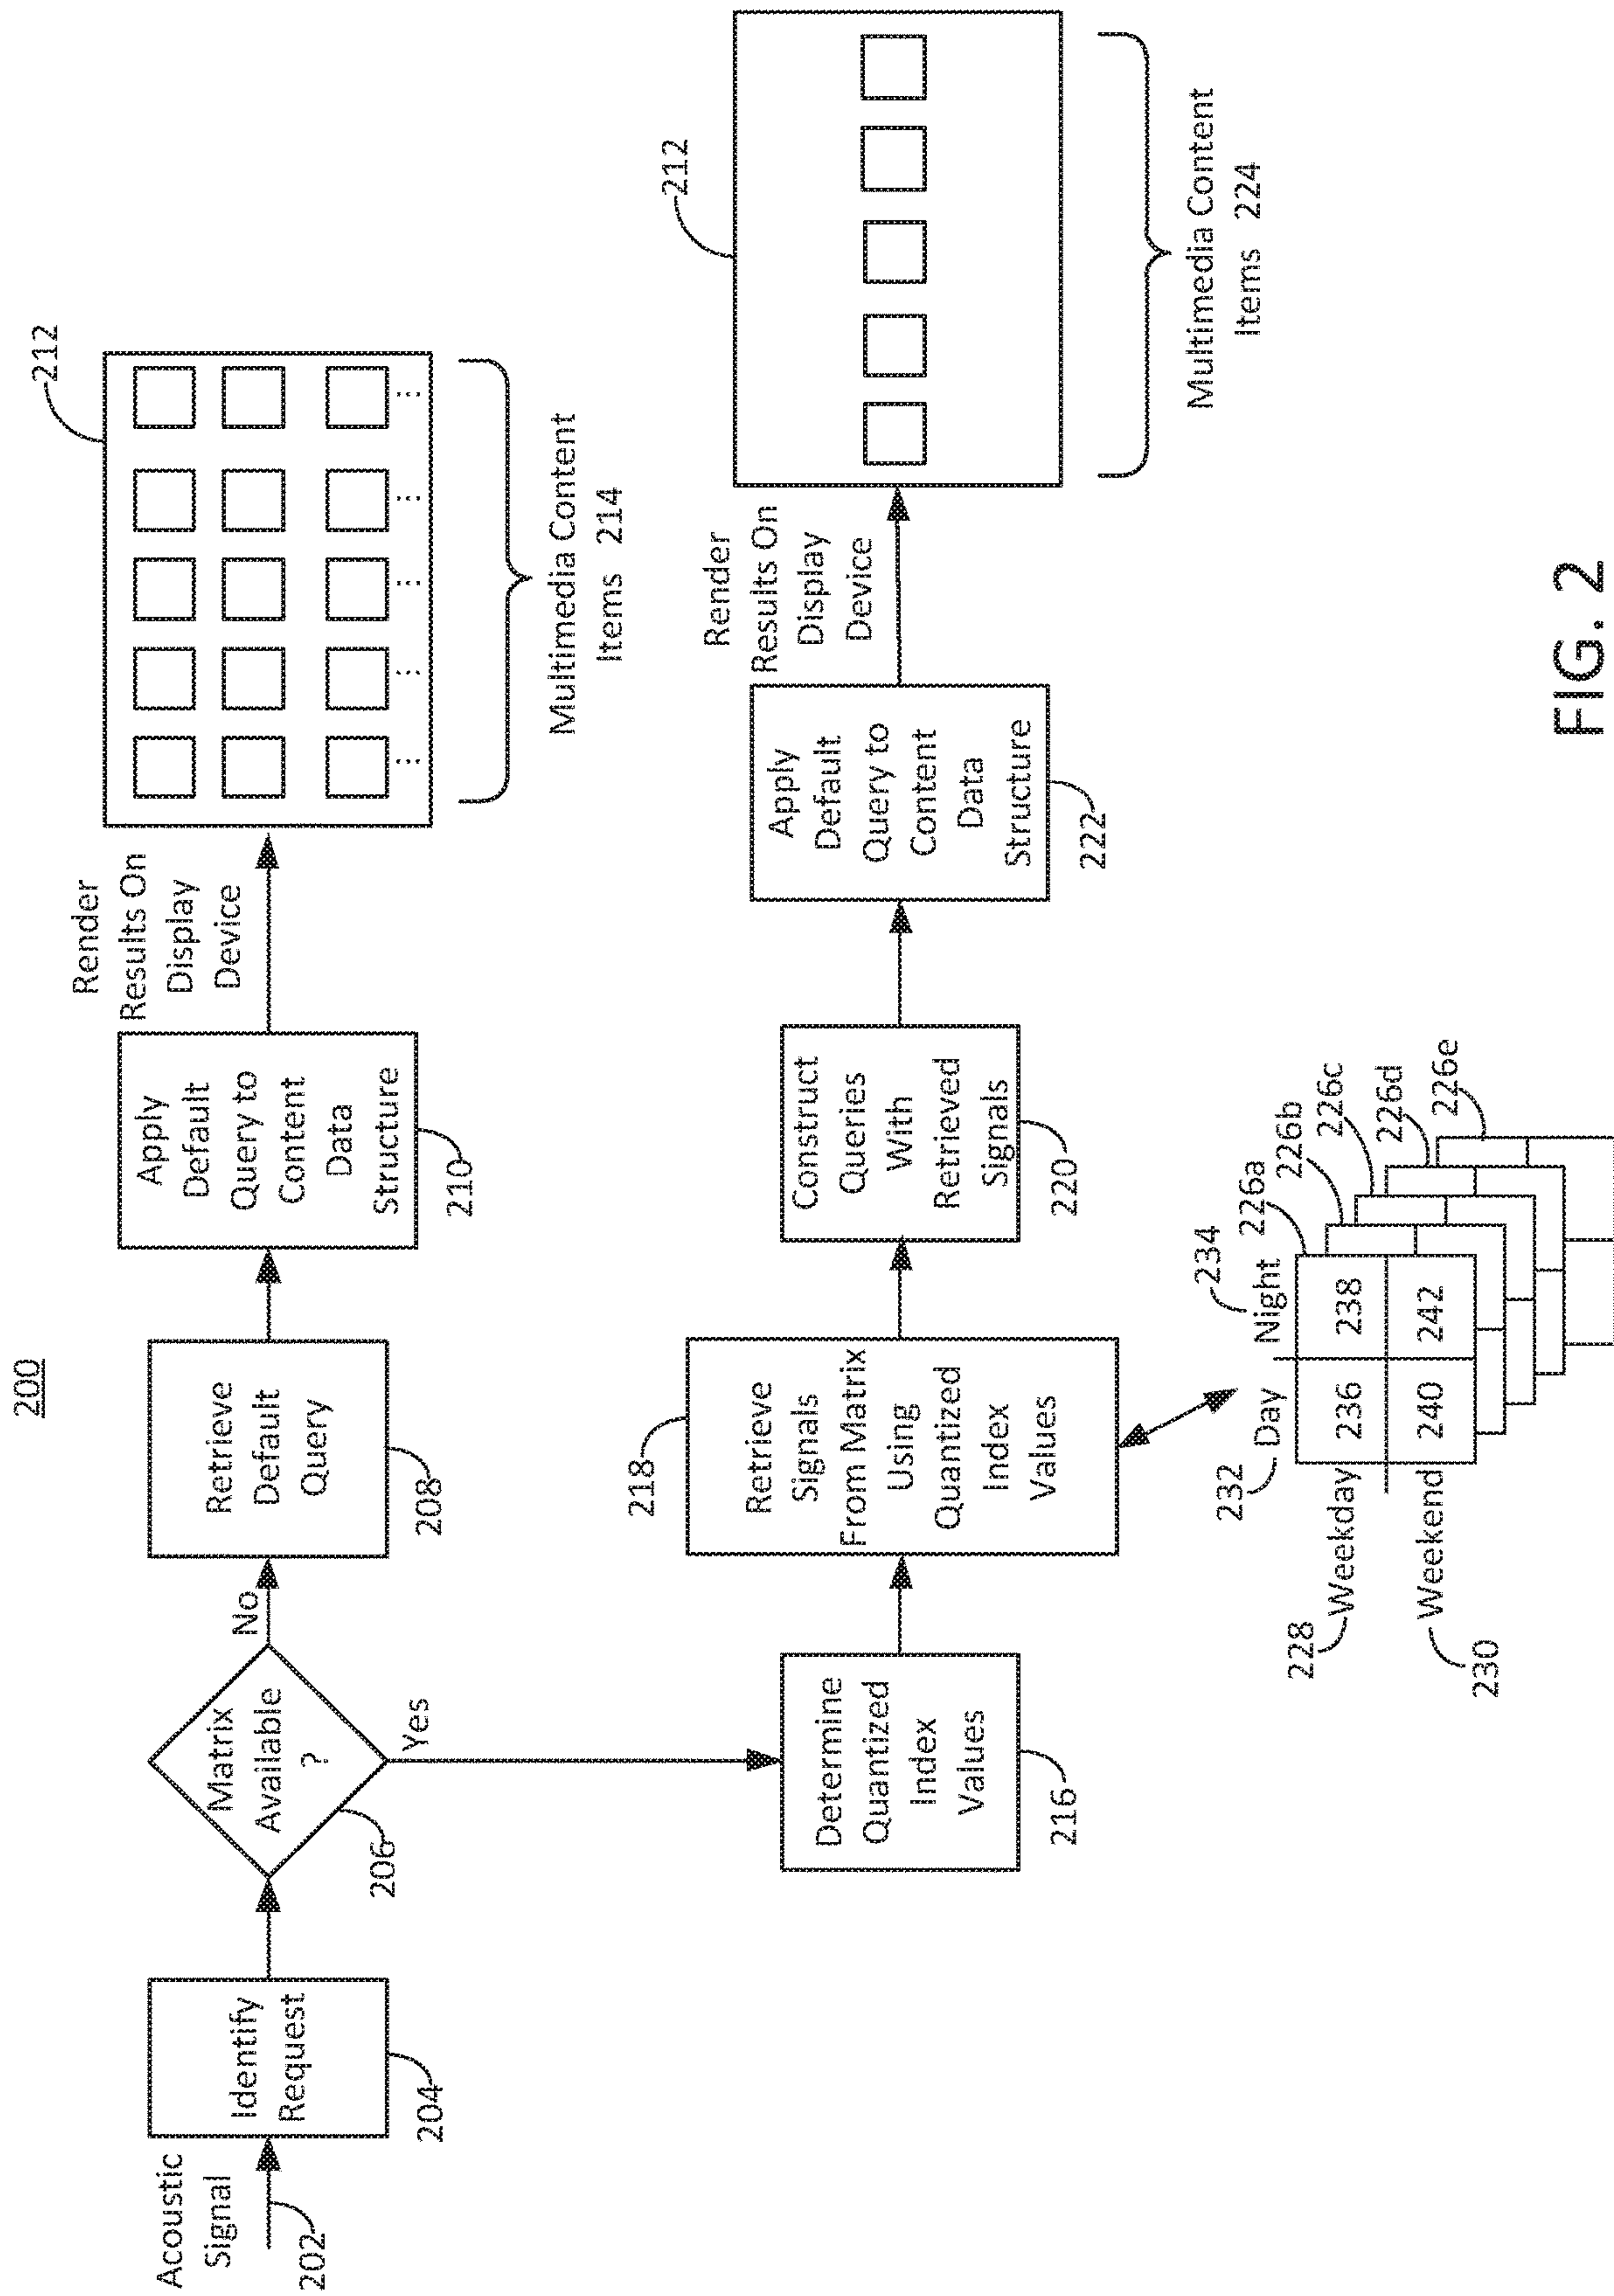 200
Acoustic
Signal
202
Identify
Request
204
Matrix
Available
?
206
No
Yes
Retrieve
Default
Query
208
Apply
Default
Query to
Content
Data
Structure
210
Render
Results On
Display
Device
212
...
...
...
...
...
Multimedia Content
Items 214
Determine
Quantized
Index
Values
216
218
Retrieve
Signals
From Matrix
Using
Quantized
Index
Values
Construct
Queries
With
Retrieved
Signals
220
Apply
Default
Query to
Content
Data
Structure
222
Render
Results On
Display
Device
212
Multimedia Content
Items 224
232
234
Day
Night
226a
226b
226c
226d
226e
228
Weekday
236
238
Weekend
240
242
230
FIG. 2